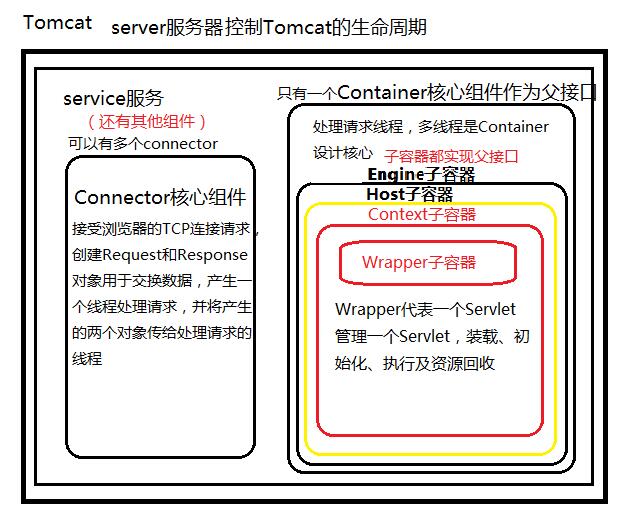 Tomcat server服务器控制Tomcat的生命周期
service服务
（还有其他组件）
可以有多个connector
Connector核心组件
接受浏览器的TCP连接请求，
创建Request和Response
对象用于交换数据，产生一
个线程处理请求，并将产生
的两个对象传给处理请求的
线程
只有一个Container核心组件作为父接口
处理请求线程，多线程是Container
设计核心 子容器都实现父接口
Engine子容器
Host子容器
Context子容器
Wrapper子容器
Wrapper代表一个Servlet
管理一个Servlet，装载、初
始化、执行及资源回收